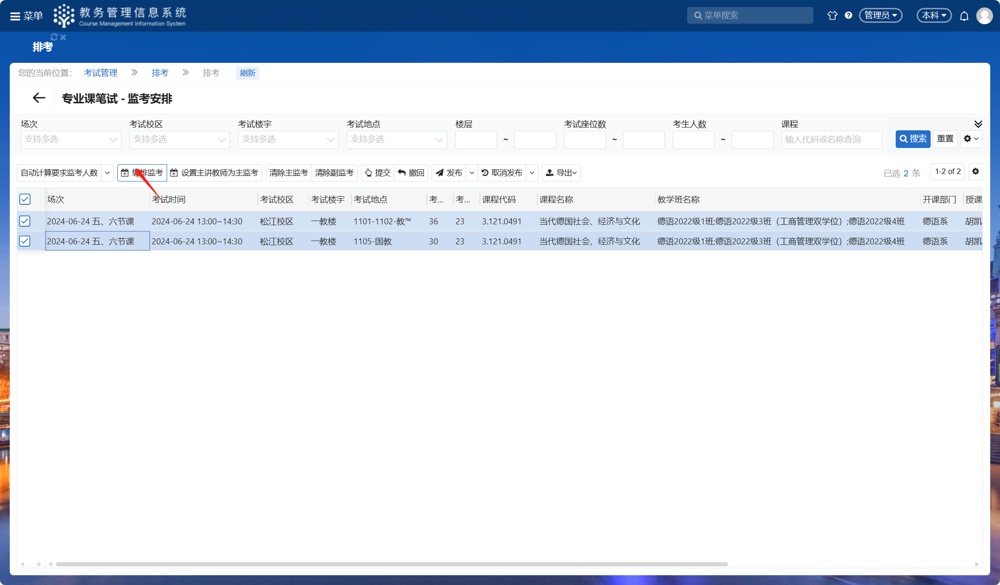 菜单
教务管理信息系统
Course Management Information System
菜单搜索
管理员
本科
排考
您的当前位置: 考试管理 排考 排考 刷新
专业课笔试 - 监考安排
场次 考试校区 考试楼宇 考试地点 楼层 考试座位数 考生人数 课程
支持多选 支持多选 支持多选 支持多选 ~ ~ ~ 输入代码或名称查询 搜索 重置
自动计算要求监考人数 编排监考 设置主讲教师为主监考 清除主监考 清除副监考 提交 撤回 发布 取消发布 导出 已选 2 条 1-2 of 2
场次 考试时间 考试校区 考试楼宇 考试地点 考... 考... 课程代码 课程名称 教学班名称 开课部门 授课
2024-06-24 五、六节课 2024-06-24 13:00~14:30 松江校区 一教楼 1101-1102-教™ 36 23 3.121.0491 当代德国社会、经济与文化 德语2022级1班;德语2022级3班（工商管理双学位）;德语2022级4班 德语系 胡凯
2024-06-24 五、六节课 2024-06-24 13:00~14:30 松江校区 一教楼 1105-国教 30 23 3.121.0491 当代德国社会、经济与文化 德语2022级1班;德语2022级3班（工商管理双学位）;德语2022级4班 德语系 胡凯